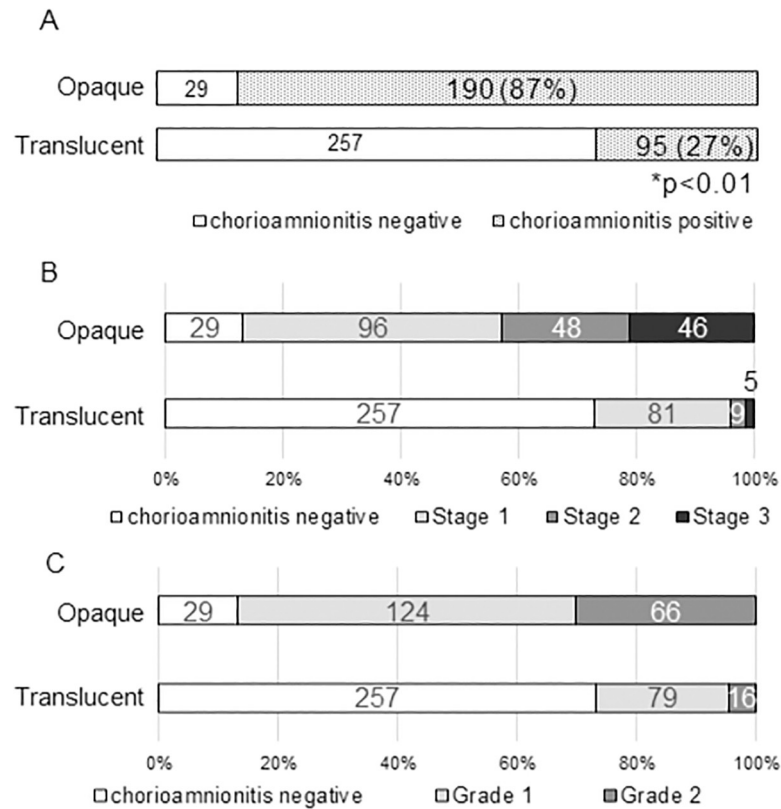 A
Opaque 29 190 (87%)
Translucent 257 95 (27%)
*p<0.01
chorioamnionitis negative chorioamnionitis positive
B
Opaque 29 96 48 46
5
Translucent 257 81 9
0% 20% 40% 60% 80% 100%
chorioamnionitis negative Stage 1 Stage 2 Stage 3
C
Opaque 29 124 66
Translucent 257 79 16
0% 20% 40% 60% 80% 100%
chorioamnionitis negative Grade 1 Grade 2